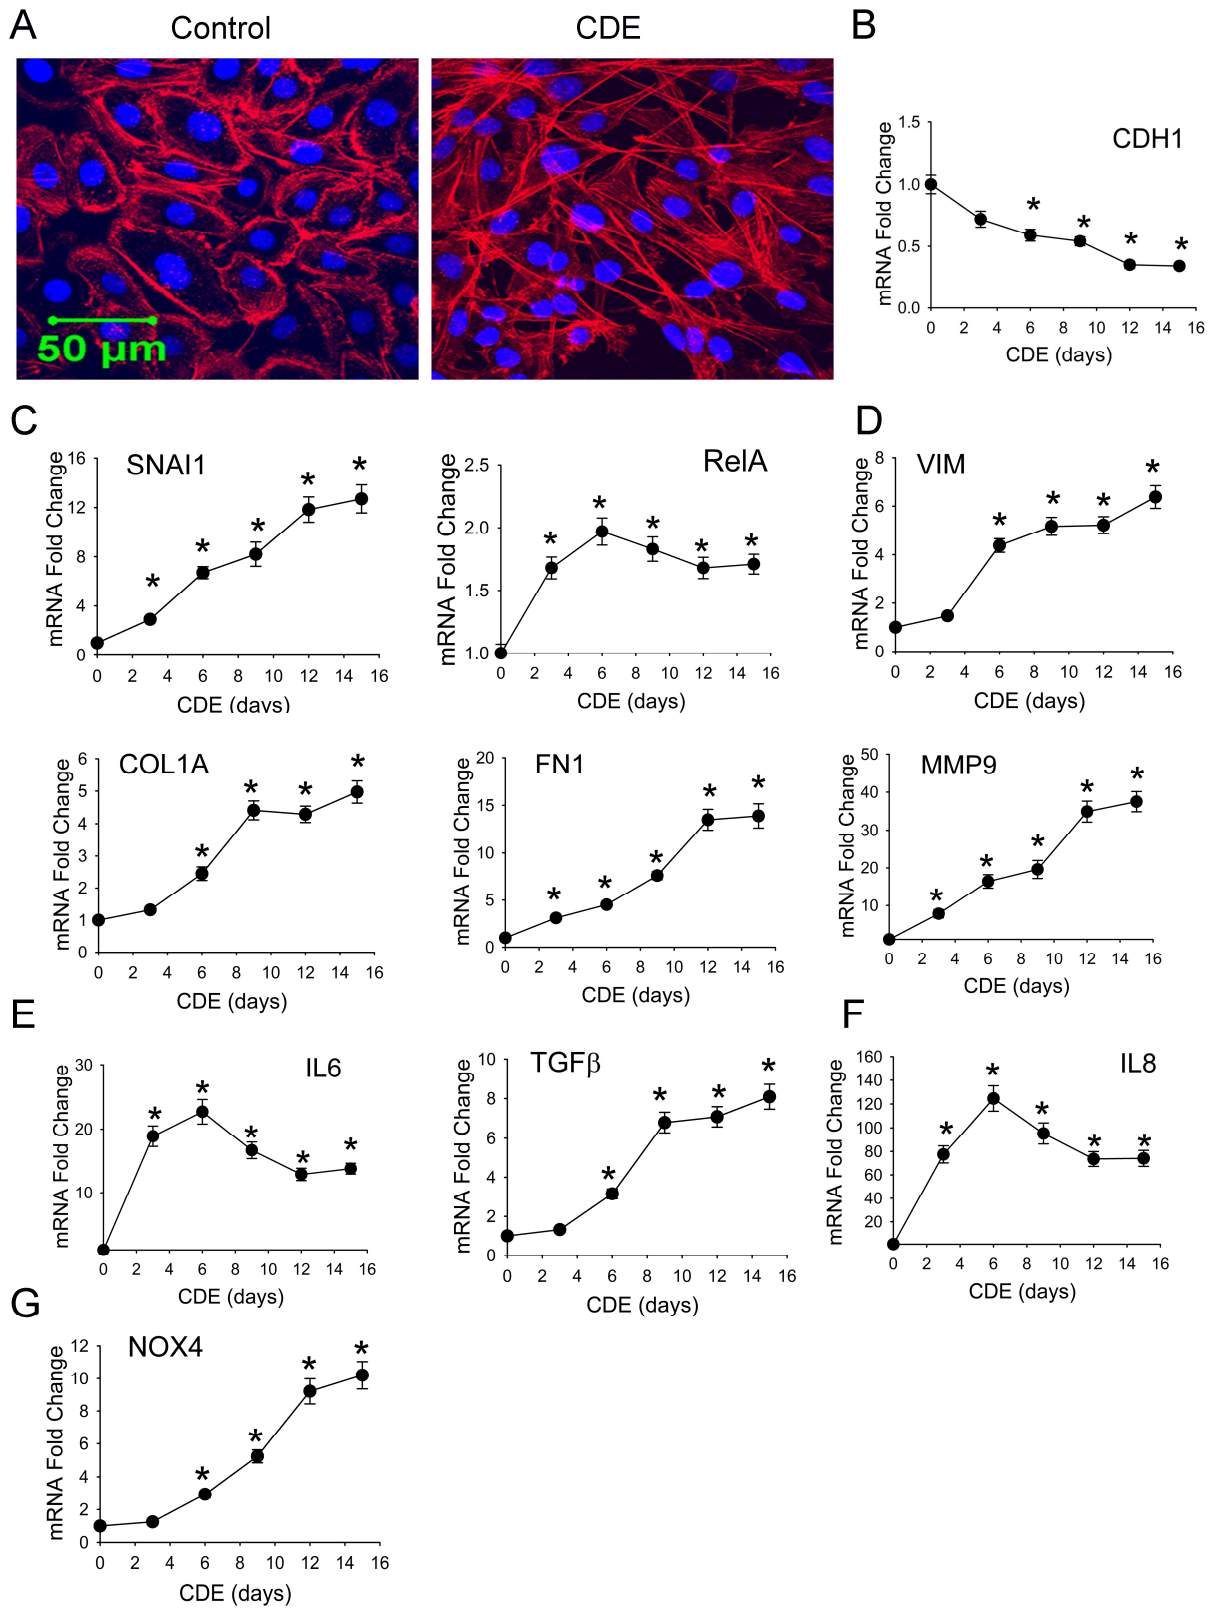 A
Control
CDE
50 μm
B
CDH1
mRNA Fold Change
1.5
1.0
0.5
0.0
0 2 4 6 8 10 12 14 16
CDE (days)
* * * *
C
SNAI1
mRNA Fold Change
16
12
8
4
0
0 2 4 6 8 10 12 14 16
CDE (days)
* * * * *
RelA
mRNA Fold Change
2.5
2.0
1.5
1.0
0 2 4 6 8 10 12 14 16
CDE (days)
* * * * *
D
VIM
mRNA Fold Change
8
6
4
2
0
0 2 4 6 8 10 12 14 16
CDE (days)
* * * *
COL1A
mRNA Fold Change
6
5
4
3
2
1
0
0 2 4 6 8 10 12 14 16
CDE (days)
* * * *
FN1
mRNA Fold Change
20
15
10
5
0
0 2 4 6 8 10 12 14 16
CDE (days)
* * * * *
MMP9
mRNA Fold Change
50
40
30
20
10
0 2 4 6 8 10 12 14 16
CDE (days)
* * * * *
E
IL6
mRNA Fold Change
30
20
10
0 2 4 6 8 10 12 14 16
CDE (days)
* * * * *
TGFβ
mRNA Fold Change
10
8
6
4
2
0
0 2 4 6 8 10 12 14 16
CDE (days)
* * * *
F
IL8
mRNA Fold Change
160
140
120
100
80
60
40
20
0 2 4 6 8 10 12 14 16
CDE (days)
* * * * *
G
NOX4
mRNA Fold Change
12
10
8
6
4
2
0
0 2 4 6 8 10 12 14 16
CDE (days)
* * * *